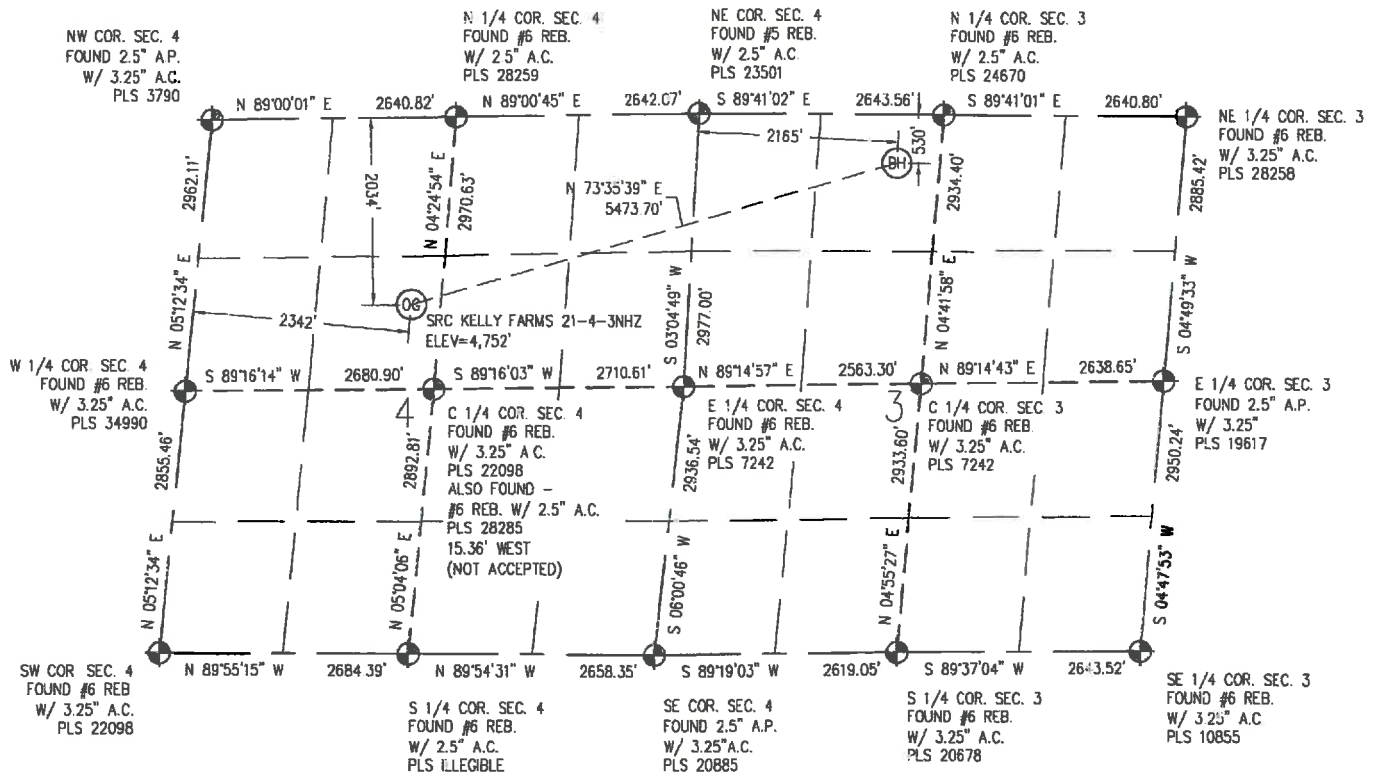 NW COR. SEC. 4
FOUND 2.5" A.P.
W/ 3.25" A.C.
PLS 3790
N 1/4 COR. SEC. 4
FOUND #6 REB.
W/ 2.5" A.C.
PLS 28259
NE COR. SEC. 4
FOUND #5 REB.
W/ 2.5" A.C.
PLS 23501
N 1/4 COR. SEC. 3
FOUND #6 REB.
W/ 2.5" A.C.
PLS 24670
N 89°00'01" E
2640.82'
N 89°00'45" E
2642.07'
S 89°41'02" E
2643.56'
S 89°41'01" E
2640.80'
NE 1/4 COR. SEC. 3
FOUND #6 REB.
W/ 3.25" A.C.
PLS 28258
2962.11'
N 05°12'34" E
2034'
N 04°24'54" E
2970.63'
2165'
530'
BH
N 73°35'39" E
5473.70'
2934.40'
N 04°41'58" E
2885.42'
S 04°49'33" W
S 03°04'49" W
2977.00'
OG
2342'
SRC KELLY FARMS 21-4-3NHZ
ELEV=4,752'
W 1/4 COR. SEC. 4
FOUND #6 REB.
W/ 3.25" A.C.
PLS 34990
S 89°16'14" W
2680.90'
S 89°16'03" W
2710.61'
N 89°14'57" E
2563.30'
N 89°14'43" E
2638.65'
4
C 1/4 COR. SEC. 4
FOUND #6 REB.
W/ 3.25" A.C.
PLS 22098
ALSO FOUND -
#6 REB. W/ 2.5" A.C.
PLS 28285
15.36' WEST
(NOT ACCEPTED)
E 1/4 COR. SEC. 4
FOUND #6 REB.
W/ 3.25" A.C.
PLS 7242
3
C 1/4 COR. SEC. 3
FOUND #6 REB.
W/ 3.25" A.C.
PLS 7242
E 1/4 COR. SEC. 3
FOUND 2.5" A.P.
W/ 3.25"
PLS 19617
2855.46'
N 05°12'34" E
2892.81'
N 05°04'06" E
2936.54'
S 06°00'46" W
2933.60'
N 04°55'27" E
2950.24'
S 04°47'53" W
SW COR SEC. 4
FOUND #6 REB
W/ 3.25" A.C.
PLS 22098
N 89°55'15" W
2684.39'
N 89°54'31" W
2658.35'
S 89°19'03" W
2619.05'
S 89°37'04" W
2643.52'
S 1/4 COR. SEC. 4
FOUND #6 REB.
W/ 2.5" A.C.
PLS ILLEGIBLE
SE COR. SEC. 4
FOUND 2.5" A.P.
W/ 3.25"A.C.
PLS 20885
S 1/4 COR. SEC. 3
FOUND #6 REB.
W/ 3.25" A.C.
PLS 20678
SE 1/4 COR. SEC. 3
FOUND #6 REB.
W/ 3.25" A.C
PLS 10855